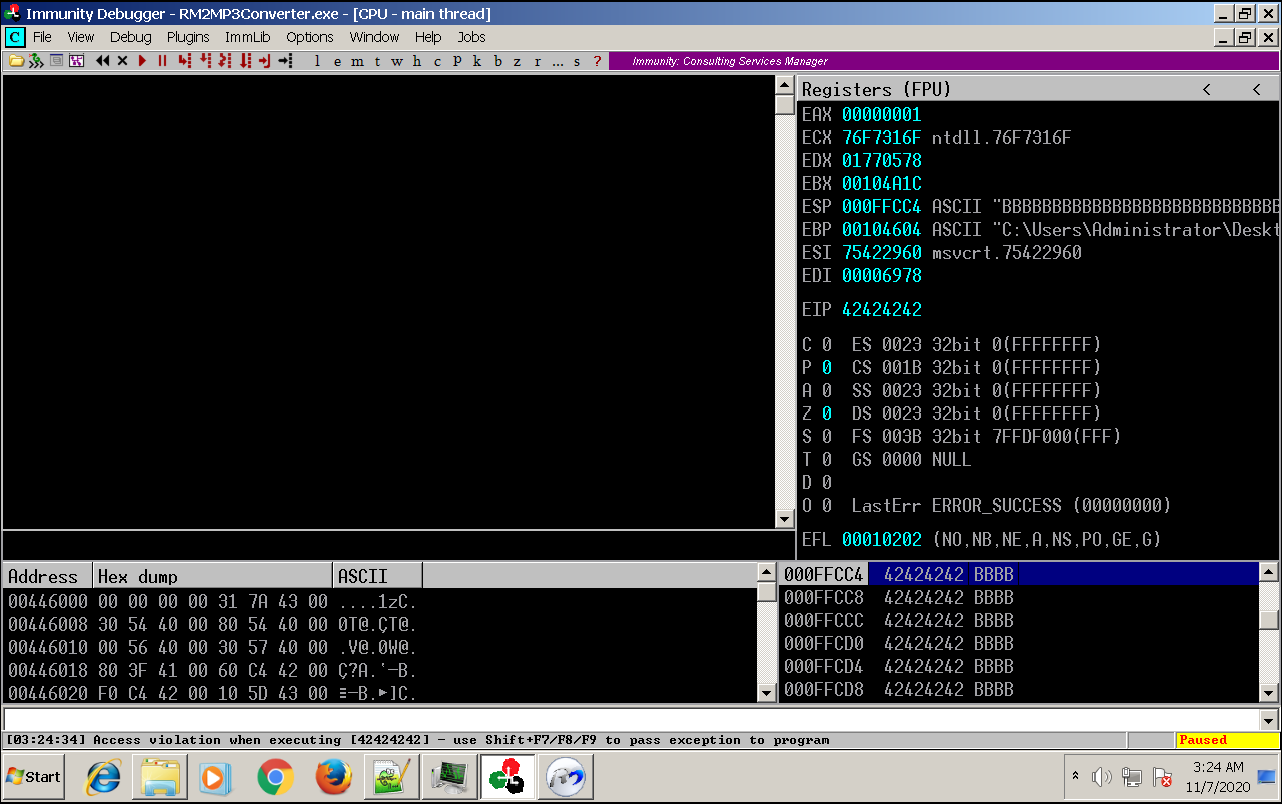 Immunity Debugger - RM2MP3Converter.exe - [CPU - main thread]
C File View Debug Plugins ImmLib Options Window Help Jobs
l e m t w h c P k b z r ... s ? Immunity: Consulting Services Manager
Registers (FPU) < <
EAX 00000001
ECX 76F7316F ntdll.76F7316F
EDX 01770578
EBX 00104A1C
ESP 000FFCC4 ASCII "BBBBBBBBBBBBBBBBBBBBBBBBBBBB
EBP 00104604 ASCII "C:\Users\Administrator\Deskt
ESI 75422960 msvcrt.75422960
EDI 00006978
EIP 42424242
C 0 ES 0023 32bit 0(FFFFFFFF)
P 0 CS 001B 32bit 0(FFFFFFFF)
A 0 SS 0023 32bit 0(FFFFFFFF)
Z 0 DS 0023 32bit 0(FFFFFFFF)
S 0 FS 003B 32bit 7FFDF000(FFF)
T 0 GS 0000 NULL
D 0
O 0 LastErr ERROR_SUCCESS (00000000)
EFL 00010202 (NO,NB,NE,A,NS,PO,GE,G)
Address Hex dump ASCII
00446000 00 00 00 00 31 7A 43 00 ....1zC.
00446008 30 54 40 00 80 54 40 00 0T@.ÇT@.
00446010 00 56 40 00 30 57 40 00 .V@.0W@.
00446018 80 3F 41 00 60 C4 42 00 Ç?A.`─B.
00446020 F0 C4 42 00 10 5D 43 00 ≡─B.►]C.
000FFCC4 42424242 BBBB
000FFCC8 42424242 BBBB
000FFCCC 42424242 BBBB
000FFCD0 42424242 BBBB
000FFCD4 42424242 BBBB
000FFCD8 42424242 BBBB
[03:24:34] Access violation when executing [42424242] - use Shift+F7/F8/F9 to pass exception to program
Paused
Start
3:24 AM
11/7/2020